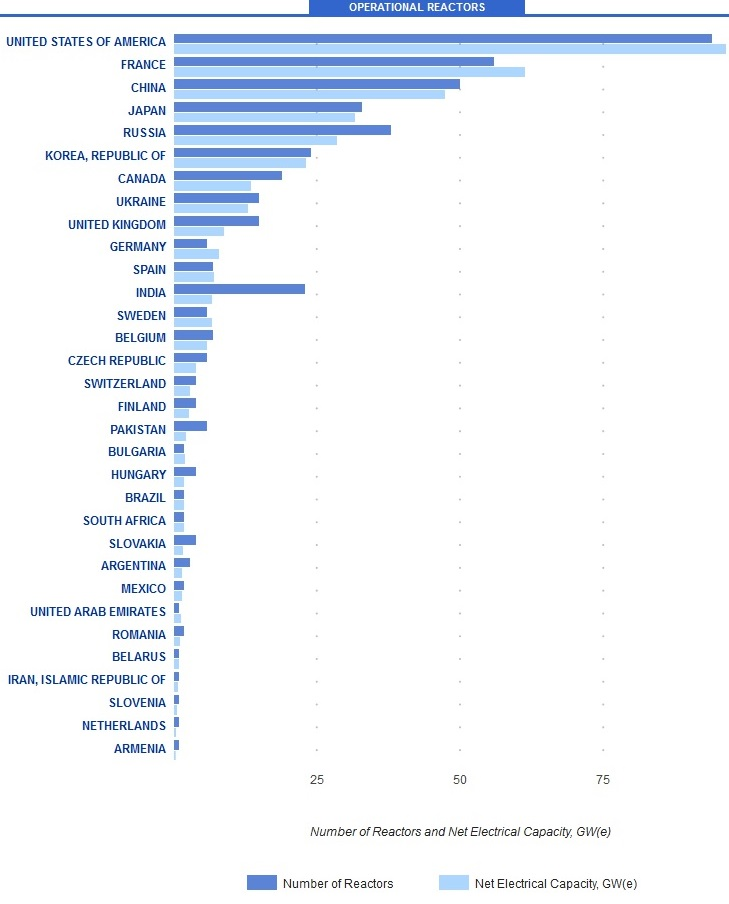 OPERATIONAL REACTORS
UNITED STATES OF AMERICA
FRANCE
CHINA
JAPAN
RUSSIA
KOREA, REPUBLIC OF
CANADA
UKRAINE
UNITED KINGDOM
GERMANY
SPAIN
INDIA
SWEDEN
BELGIUM
CZECH REPUBLIC
SWITZERLAND
FINLAND
PAKISTAN
BULGARIA
HUNGARY
BRAZIL
SOUTH AFRICA
SLOVAKIA
ARGENTINA
MEXICO
UNITED ARAB EMIRATES
ROMANIA
BELARUS
IRAN, ISLAMIC REPUBLIC OF
SLOVENIA
NETHERLANDS
ARMENIA
25 50 75
Number of Reactors and Net Electrical Capacity, GW(e)
Number of Reactors Net Electrical Capacity, GW(e)